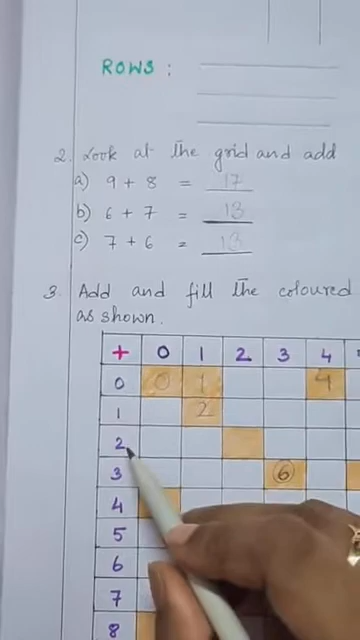 ROWS :
2. Look at the grid and add
a) 9 + 8 = 17
b) 6 + 7 = 13
c) 7 + 6 = 13
3. Add and fill the coloured
as shown.
+ 0 1 2 3 4
0 0 1 4
1 2
2
3 6
4
5
6
7
8